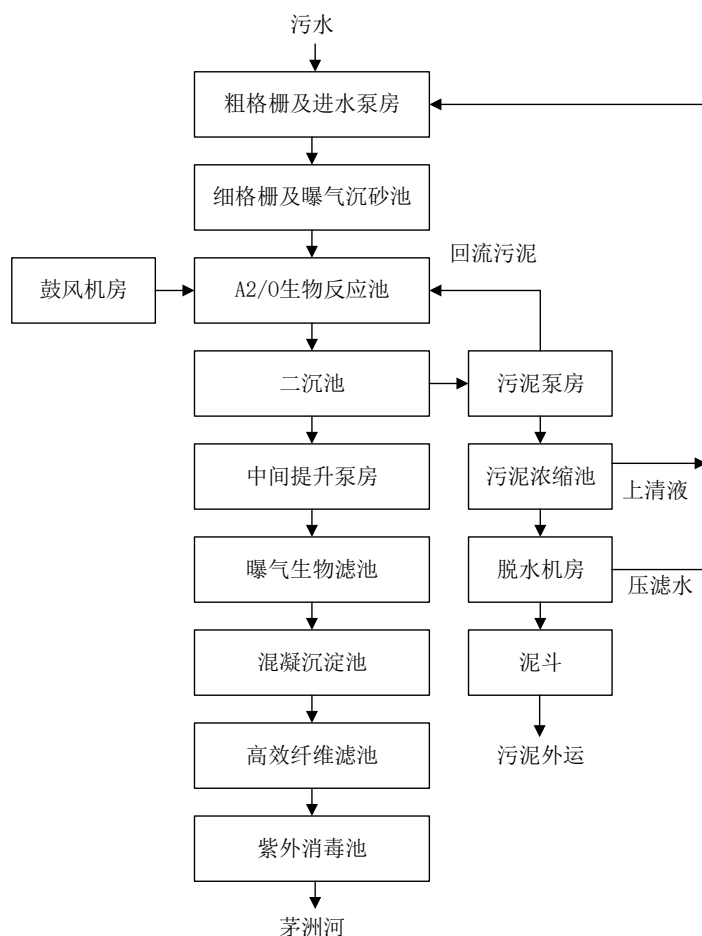 污水
粗格栅及进水泵房
细格栅及曝气沉砂池
回流污泥
鼓风机房
A2/O生物反应池
二沉池
污泥泵房
中间提升泵房
污泥浓缩池
上清液
曝气生物滤池
脱水机房
压滤水
混凝沉淀池
泥斗
高效纤维滤池
污泥外运
紫外消毒池
茅洲河